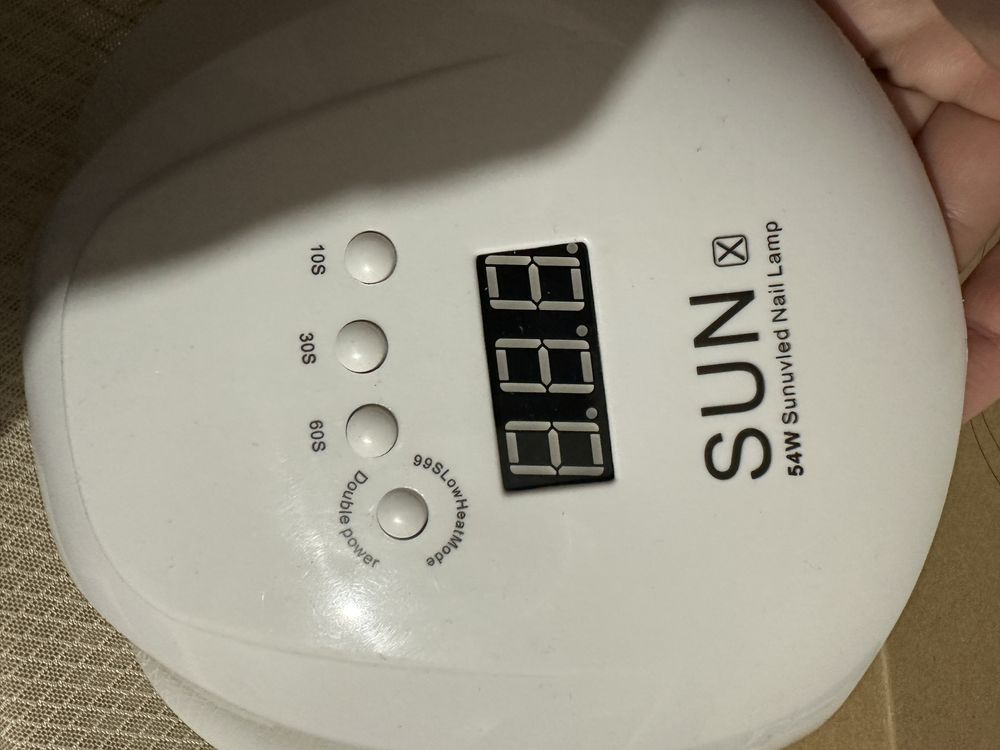 SUN X
54W Sunuvled Nail Lamp
10S
30S
60S
99SLowHeatMode
Double power